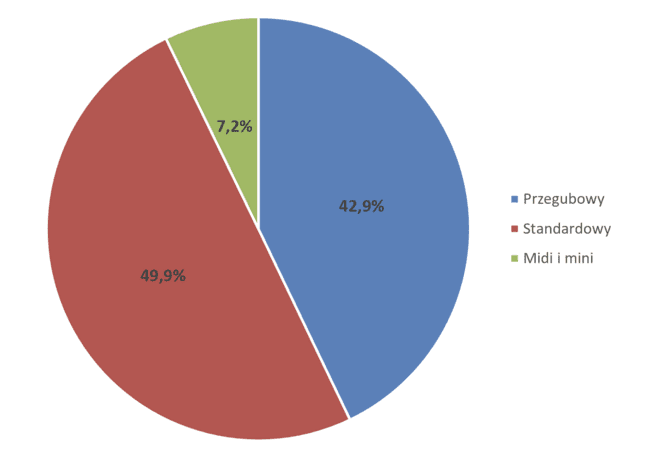 7,2%
42,9%
49,9%
Przegubowy
Standardowy
Midi i mini